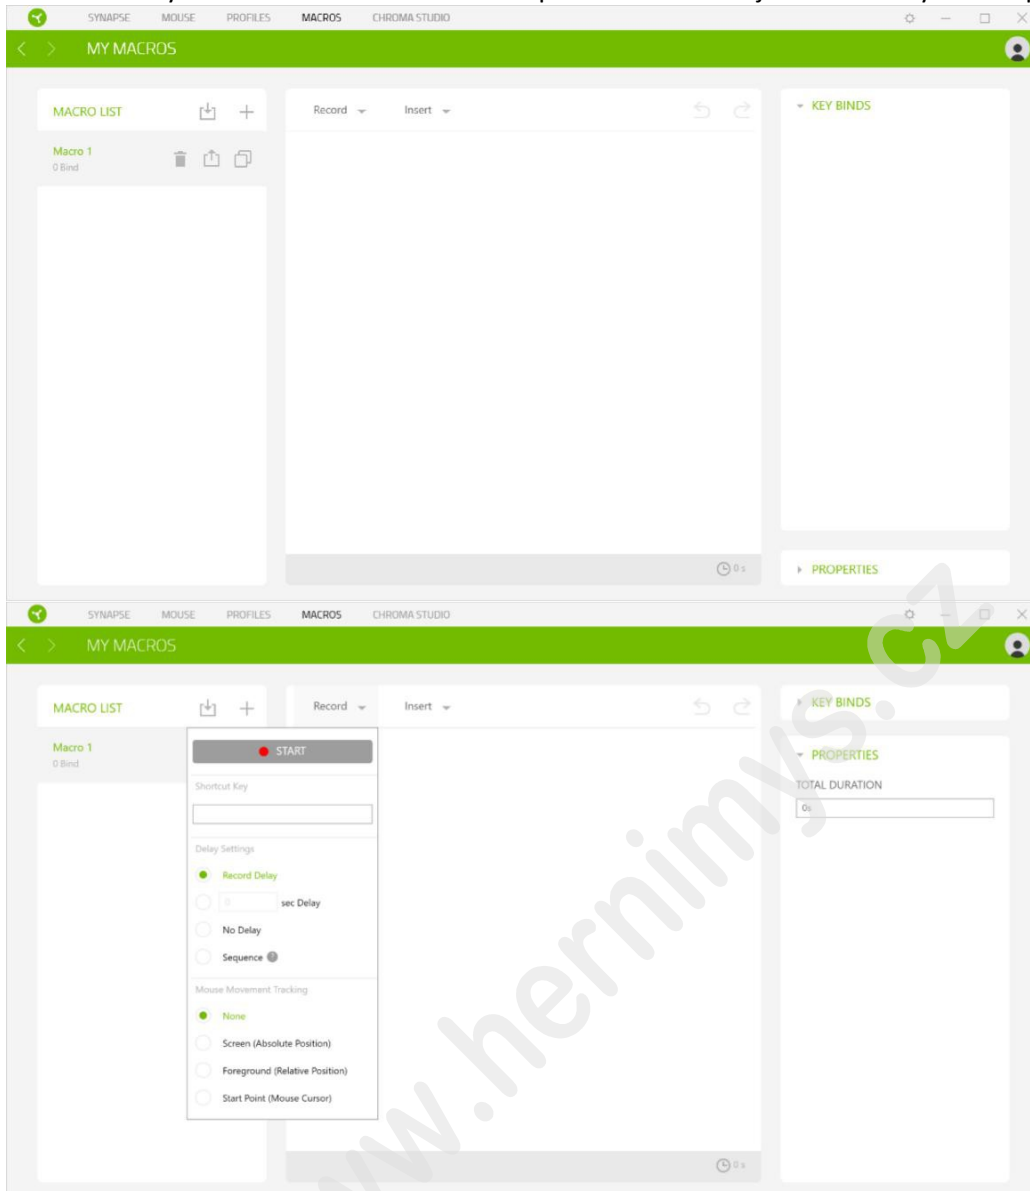 SYNAPSE MOUSE PROFILES MACROS CHROMA STUDIO
MY MACROS
MACRO LIST
Record Insert
KEY BINDS
Macro 1
0 Bind
0 s
PROPERTIES
SYNAPSE MOUSE PROFILES MACROS CHROMA STUDIO
MY MACROS
MACRO LIST
Record Insert
KEY BINDS
Macro 1
0 Bind
START
PROPERTIES
Shortcut Key
TOTAL DURATION
0s
Delay Settings
Record Delay
0 sec Delay
No Delay
Sequence ?
Mouse Movement Tracking
None
Screen (Absolute Position)
Foreground (Relative Position)
Start Point (Mouse Cursor)
0 s
www.hernimys.cz